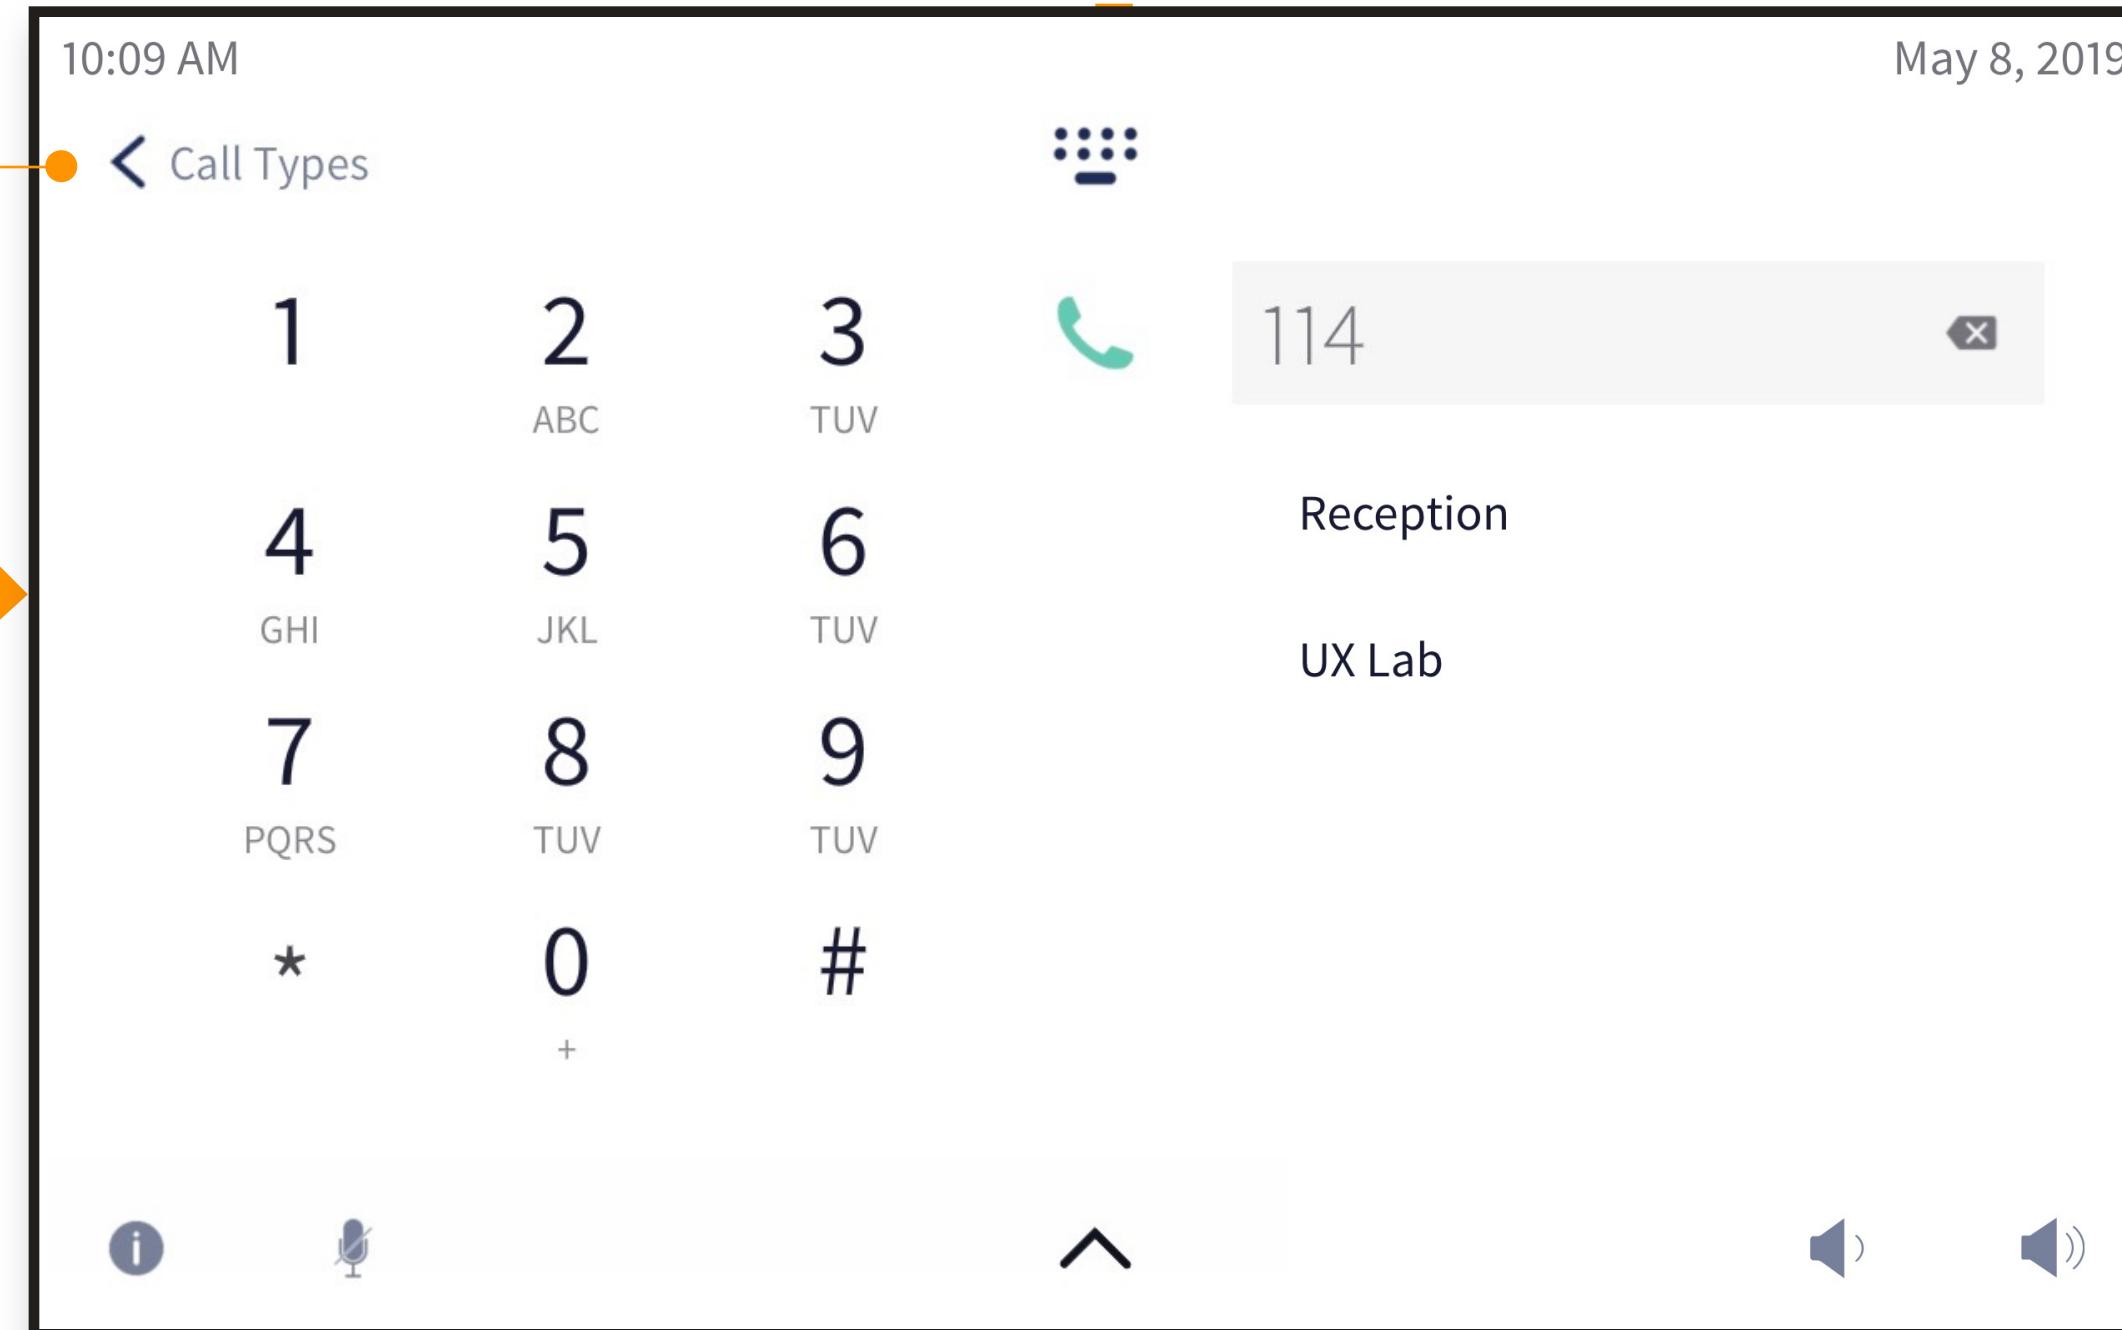 10:09 AM
May 8, 2019
Call Types
1 2 3
114
ABC TUV
4 5 6
Reception
GHI JKL TUV
UX Lab
7 8 9
PQRS TUV TUV
* 0 #
+